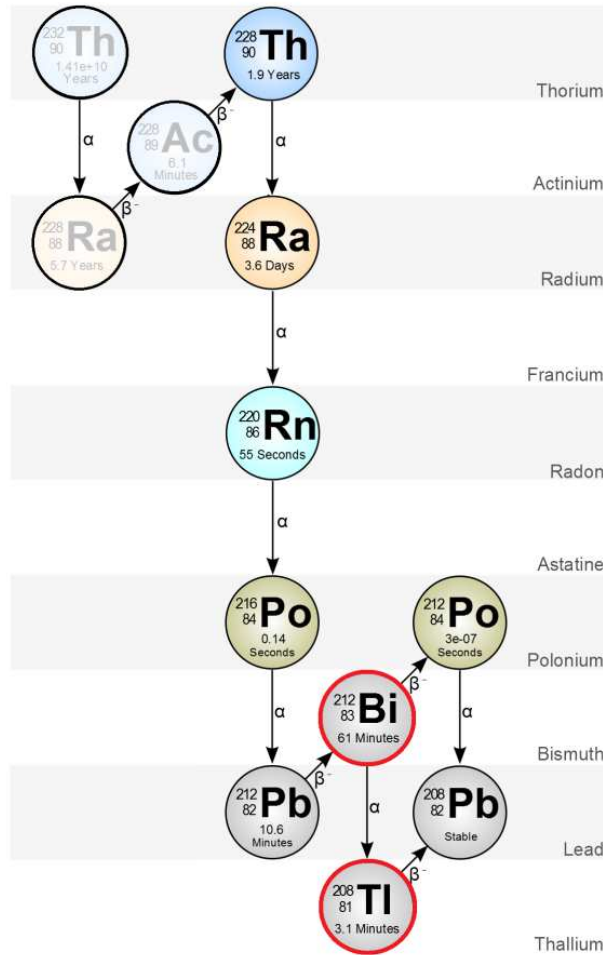 232
90
Th
1.41e+10
Years
228
90
Th
1.9 Years
Thorium
α
β⁻
α
228
89
Ac
6.1
Minutes
Actinium
β⁻
228
88
Ra
5.7 Years
224
88
Ra
3.6 Days
Radium
α
Francium
220
86
Rn
55 Seconds
Radon
α
Astatine
216
84
Po
0.14
Seconds
212
84
Po
3e-07
Seconds
Polonium
β⁻
α
α
212
83
Bi
61 Minutes
Bismuth
β⁻
α
212
82
Pb
10.6
Minutes
208
82
Pb
Stable
Lead
β⁻
208
81
Tl
3.1 Minutes
Thallium